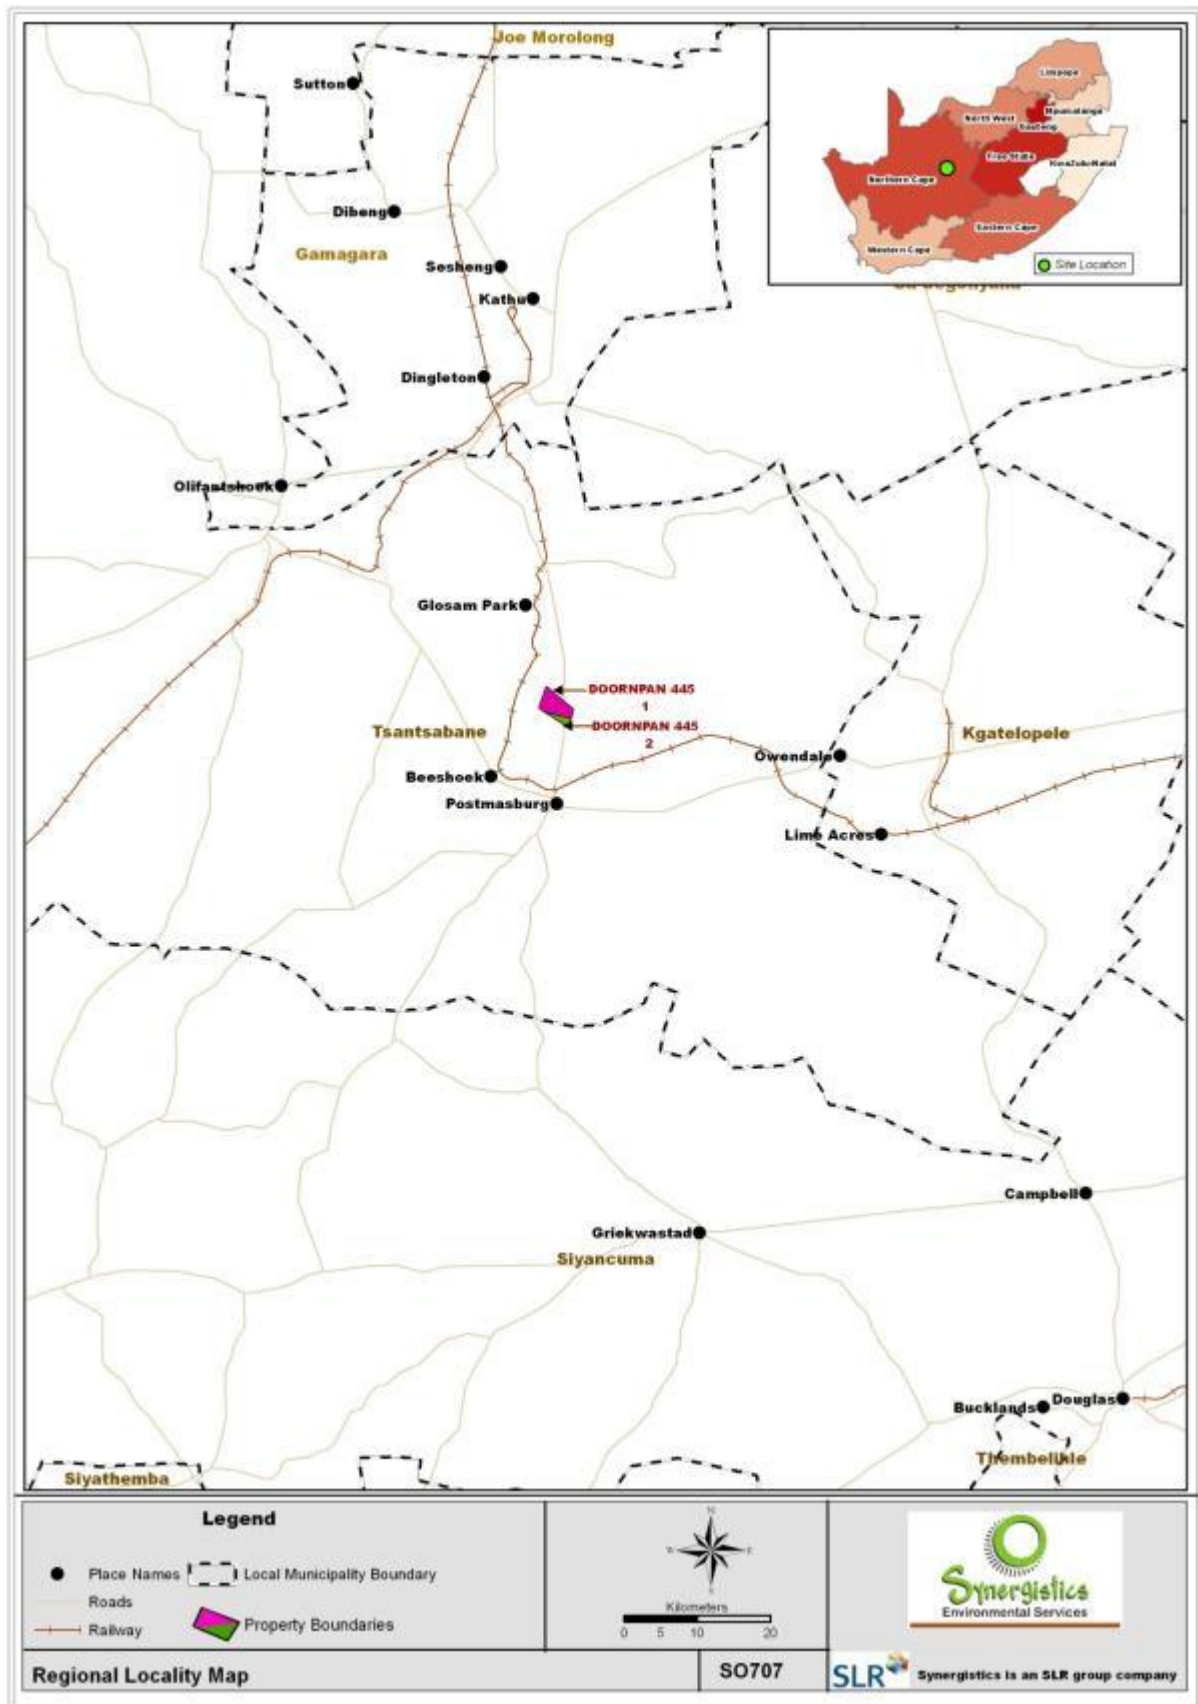 Joe Morolong
Sutton
Limpopo
Mpumalanga
North West
Gauteng
Free State
KwaZulu-Natal
Northern Cape
Eastern Cape
Western Cape
Site Location
Dibeng
Gamagara
Sesheng
Kathu
Dingleton
Olifantshoek
Glosam Park
DOORNPAN 445
1
DOORNPAN 445
2
Tsantsabane
Kgatelopele
Owendale
Beeshoek
Postmasburg
Lime Acres
Campbell
Griekwastad
Siyancuma
Bucklands
Douglas
Thembelihle
Siyathemba
Legend
Place Names
Local Municipality Boundary
Roads
Railway
Property Boundaries
N
W
E
S
Kilometers
0 5 10 20
Synergistics
Environmental Services
Regional Locality Map
SO707
SLR
Synergistics is an SLR group company